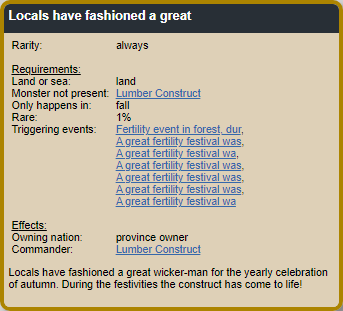 Locals have fashioned a great
Rarity: always
Requirements:
Land or sea: land
Monster not present: Lumber Construct
Only happens in: fall
Rare: 1%
Triggering events: Fertility event in forest, dur,
A great fertility festival was,
A great fertility festival wa,
A great fertility festival was,
A great fertility festival was,
A great fertility festival was,
A great fertility festival wa
Effects:
Owning nation: province owner
Commander: Lumber Construct
Locals have fashioned a great wicker-man for the yearly celebration
of autumn. During the festivities the construct has come to life!